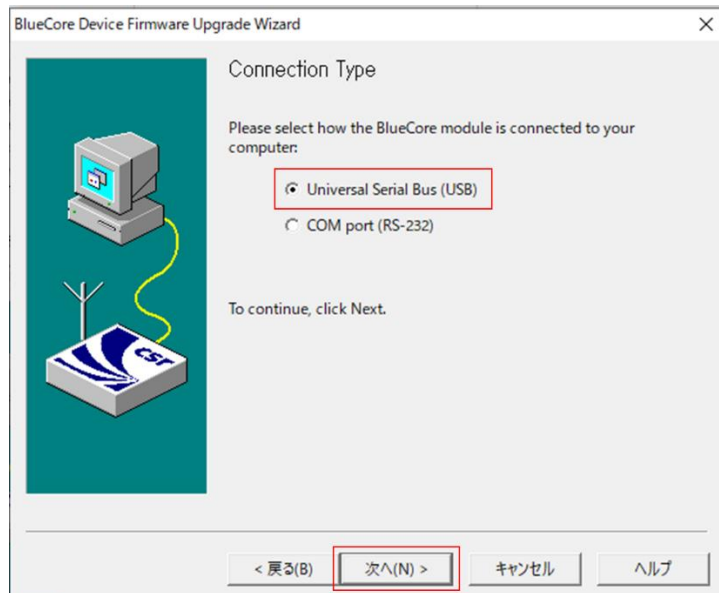 BlueCore Device Firmware Upgrade Wizard
Connection Type
Please select how the BlueCore module is connected to your
computer:
Universal Serial Bus (USB)
COM port (RS-232)
To continue, click Next.
csr
< 戻る(B)
次へ(N) >
キャンセル
ヘルプ